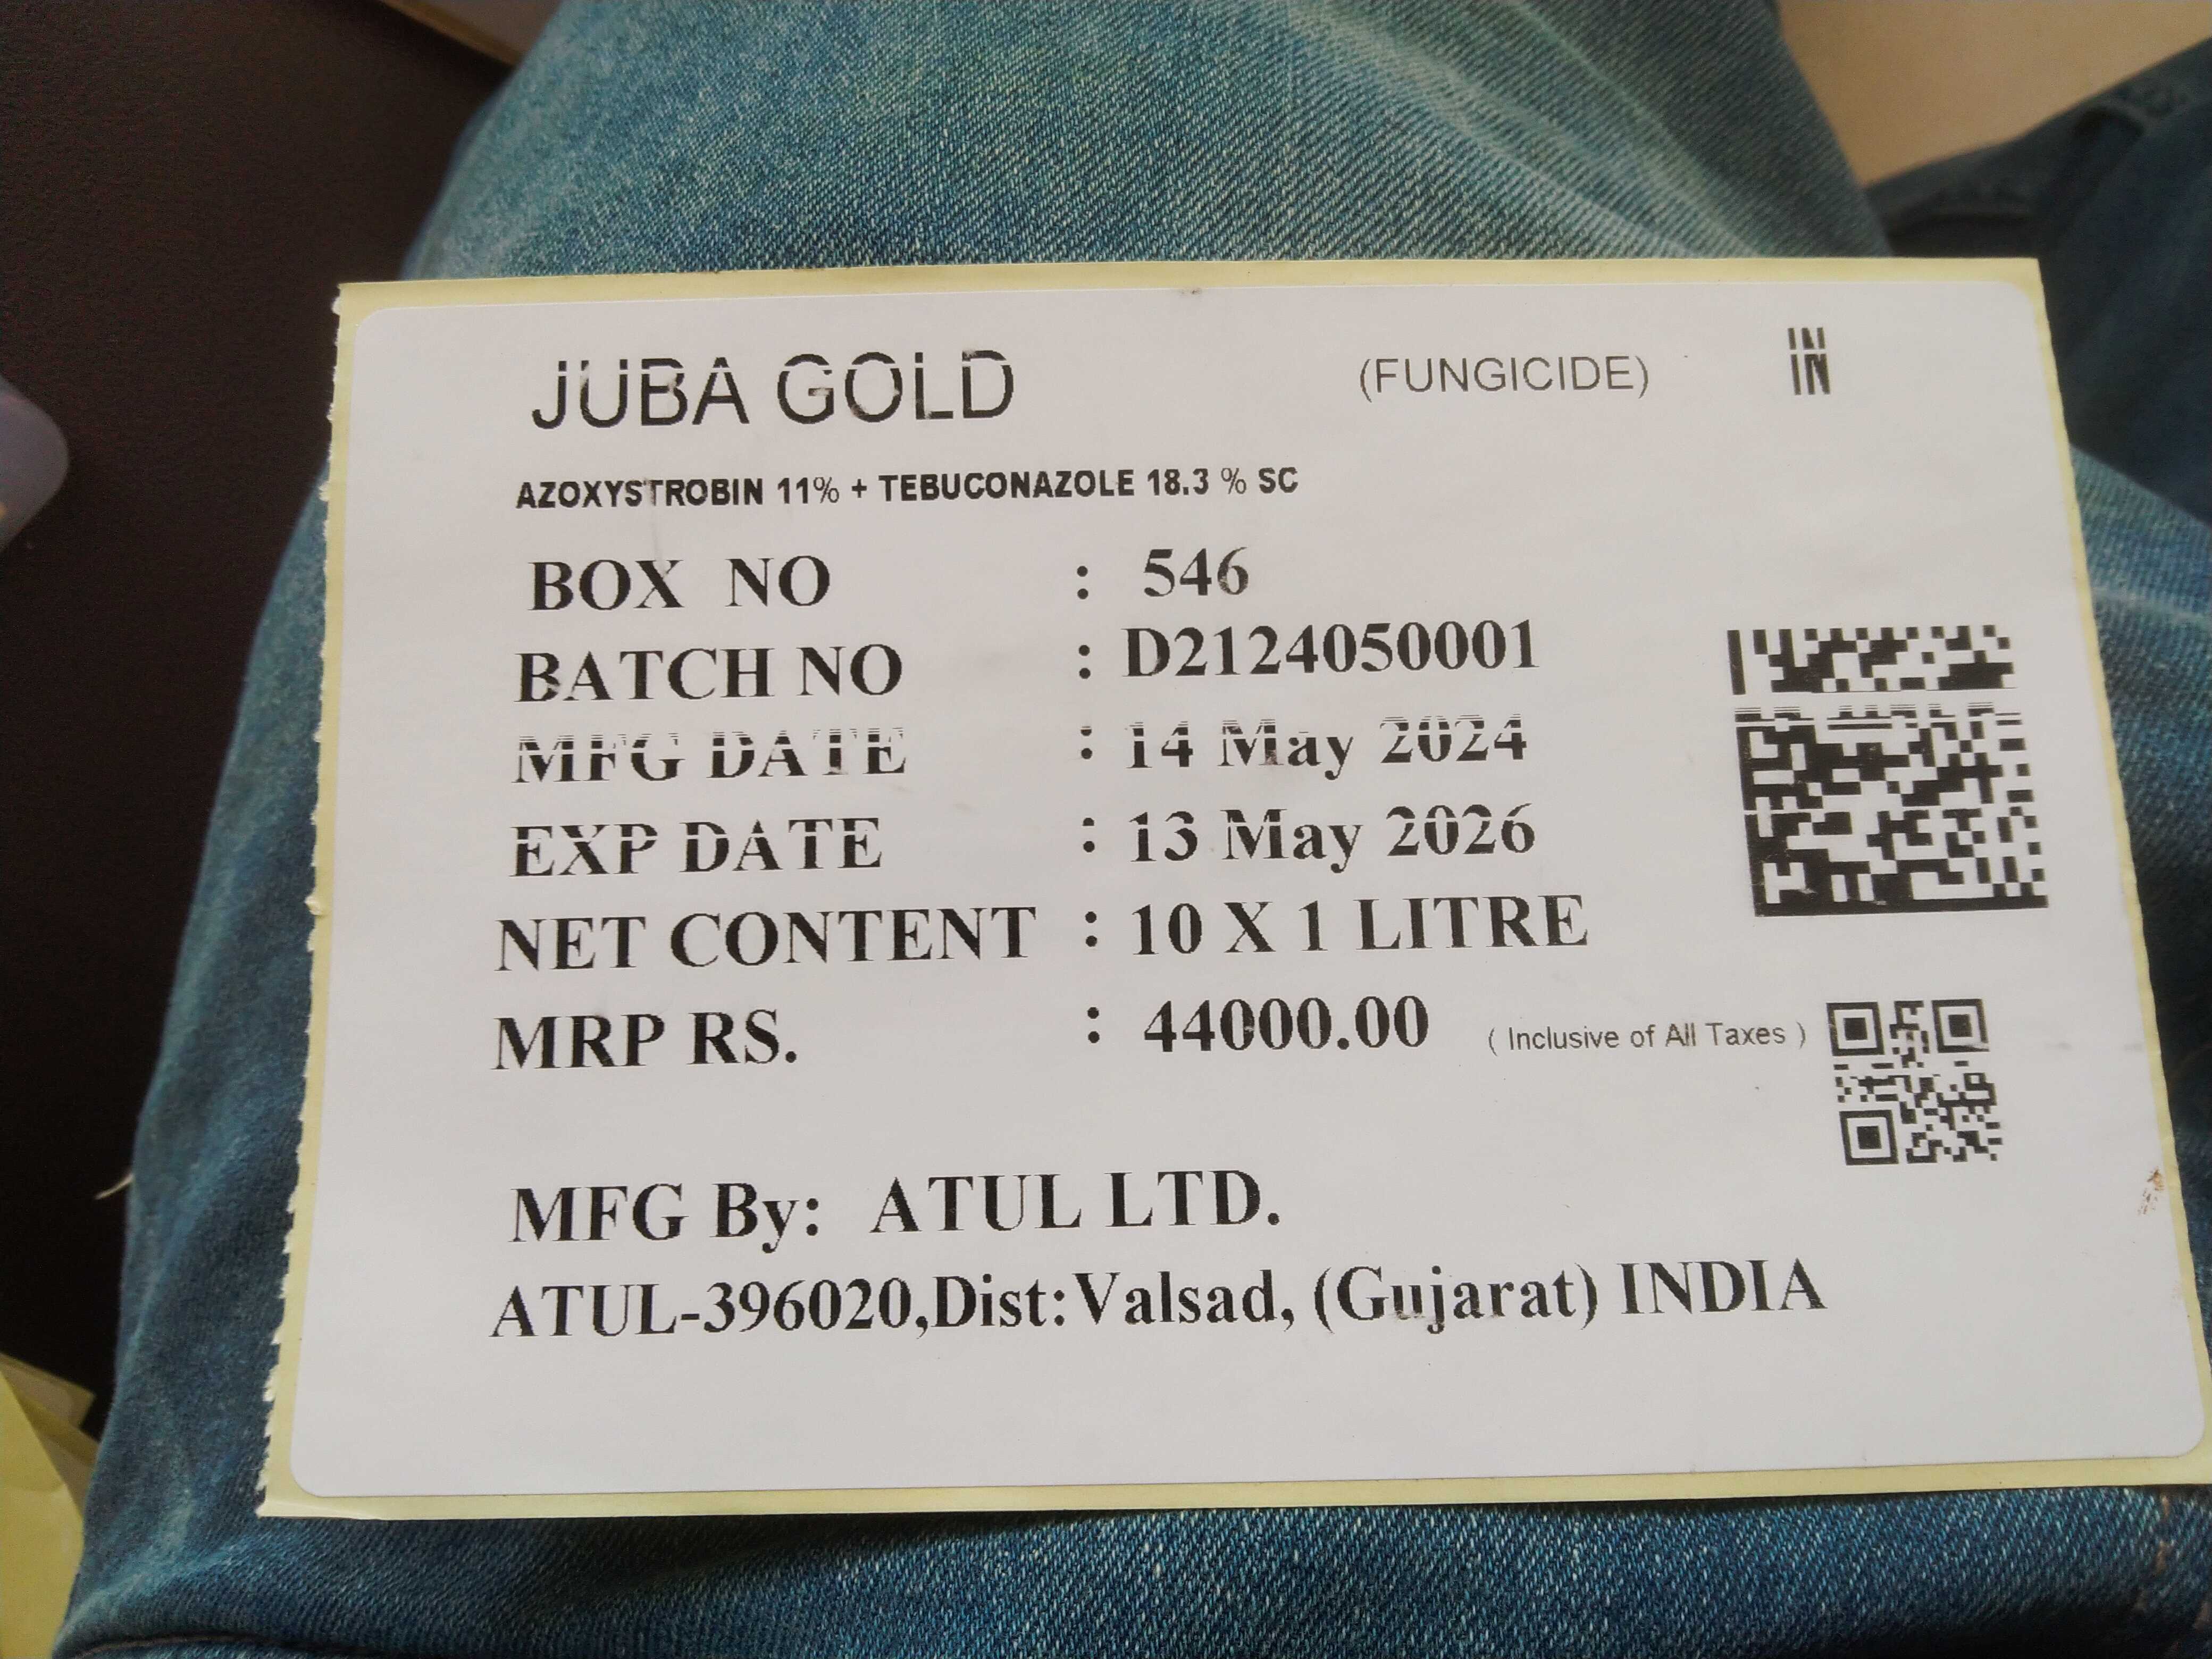 JUBA GOLD (FUNGICIDE) IN
AZOXYSTROBIN 11% + TEBUCONAZOLE 18.3 % SC
BOX NO : 546
BATCH NO : D2124050001
MFG DATE : 14 May 2024
EXP DATE : 13 May 2026
NET CONTENT : 10 X 1 LITRE
MRP RS. : 44000.00 ( Inclusive of All Taxes )
MFG By: ATUL LTD.
ATUL-396020,Dist:Valsad, (Gujarat) INDIA